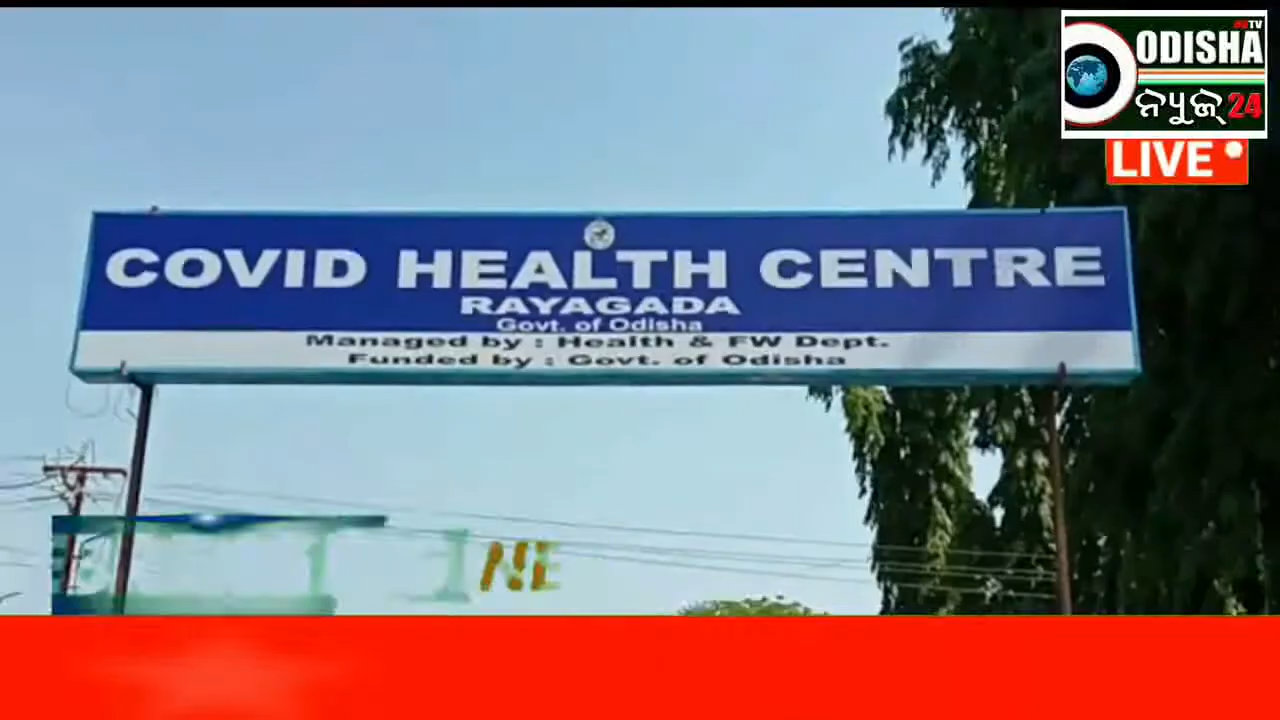 ODISHA
TV
ନ୍ୟୁଜ୍ 24
LIVE
COVID HEALTH CENTRE
RAYAGADA
Govt. of Odisha
Managed by : Health & FW Dept.
Funded by : Govt. of Odisha